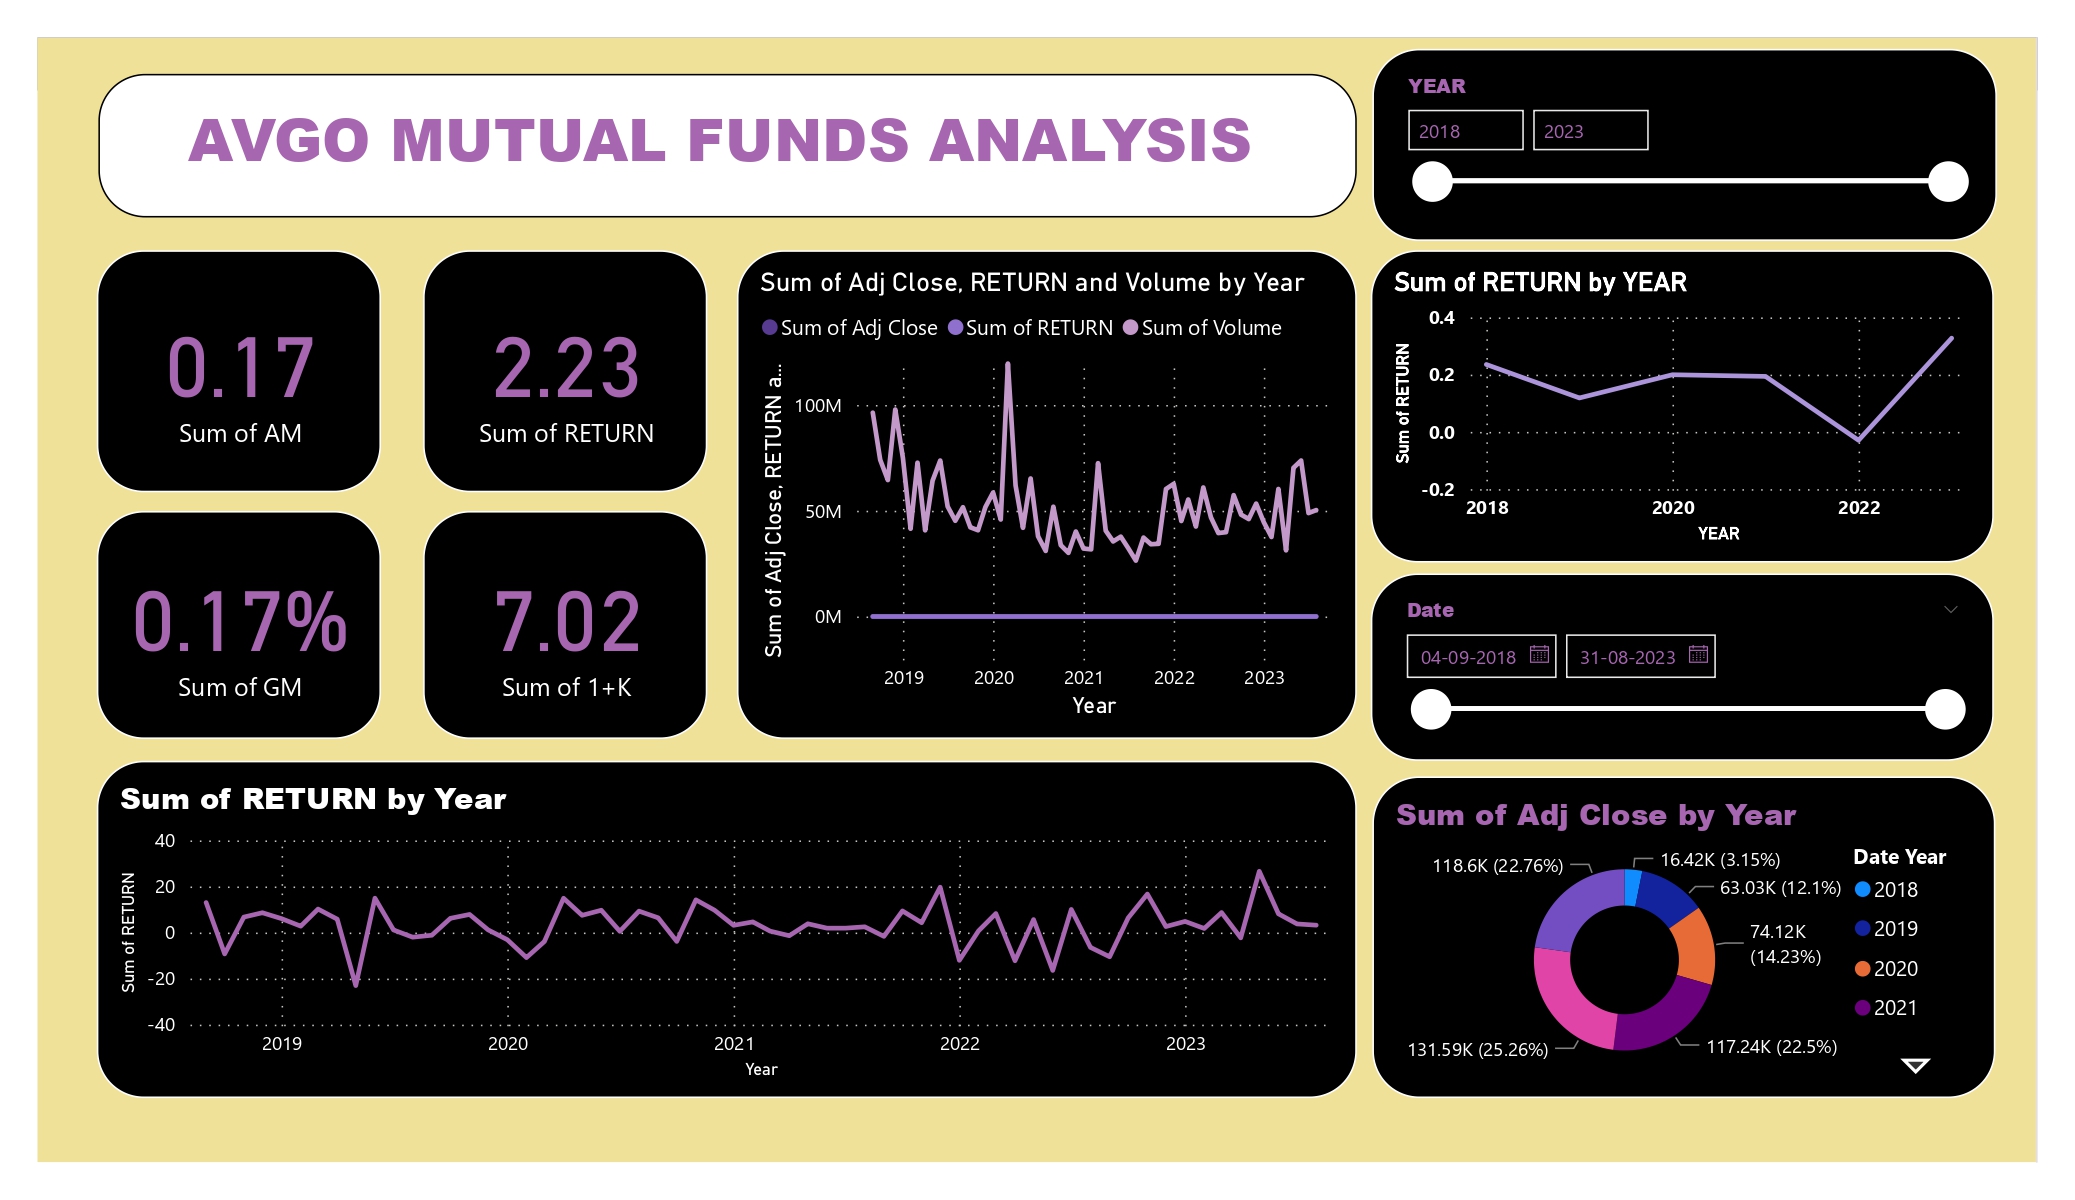 AVGO MUTUAL FUNDS ANALYSIS
YEAR
2018
2023
0.17
Sum of AM
2.23
Sum of RETURN
0.17%
Sum of GM
7.02
Sum of 1+K
Sum of Adj Close, RETURN and Volume by Year
Sum of Adj Close Sum of RETURN Sum of Volume
Sum of Adj Close, RETURN a...
100M
50M
0M
2019 2020 2021 2022 2023
Year
Sum of RETURN by YEAR
Sum of RETURN
0.4
0.2
0.0
-0.2
2018 2020 2022
YEAR
Date
04-09-2018
31-08-2023
Sum of RETURN by Year
Sum of RETURN
40
20
0
-20
-40
2019 2020 2021 2022 2023
Year
Sum of Adj Close by Year
118.6K (22.76%)
16.42K (3.15%)
63.03K (12.1%)
74.12K
(14.23%)
131.59K (25.26%)
117.24K (22.5%)
Date Year
2018
2019
2020
2021